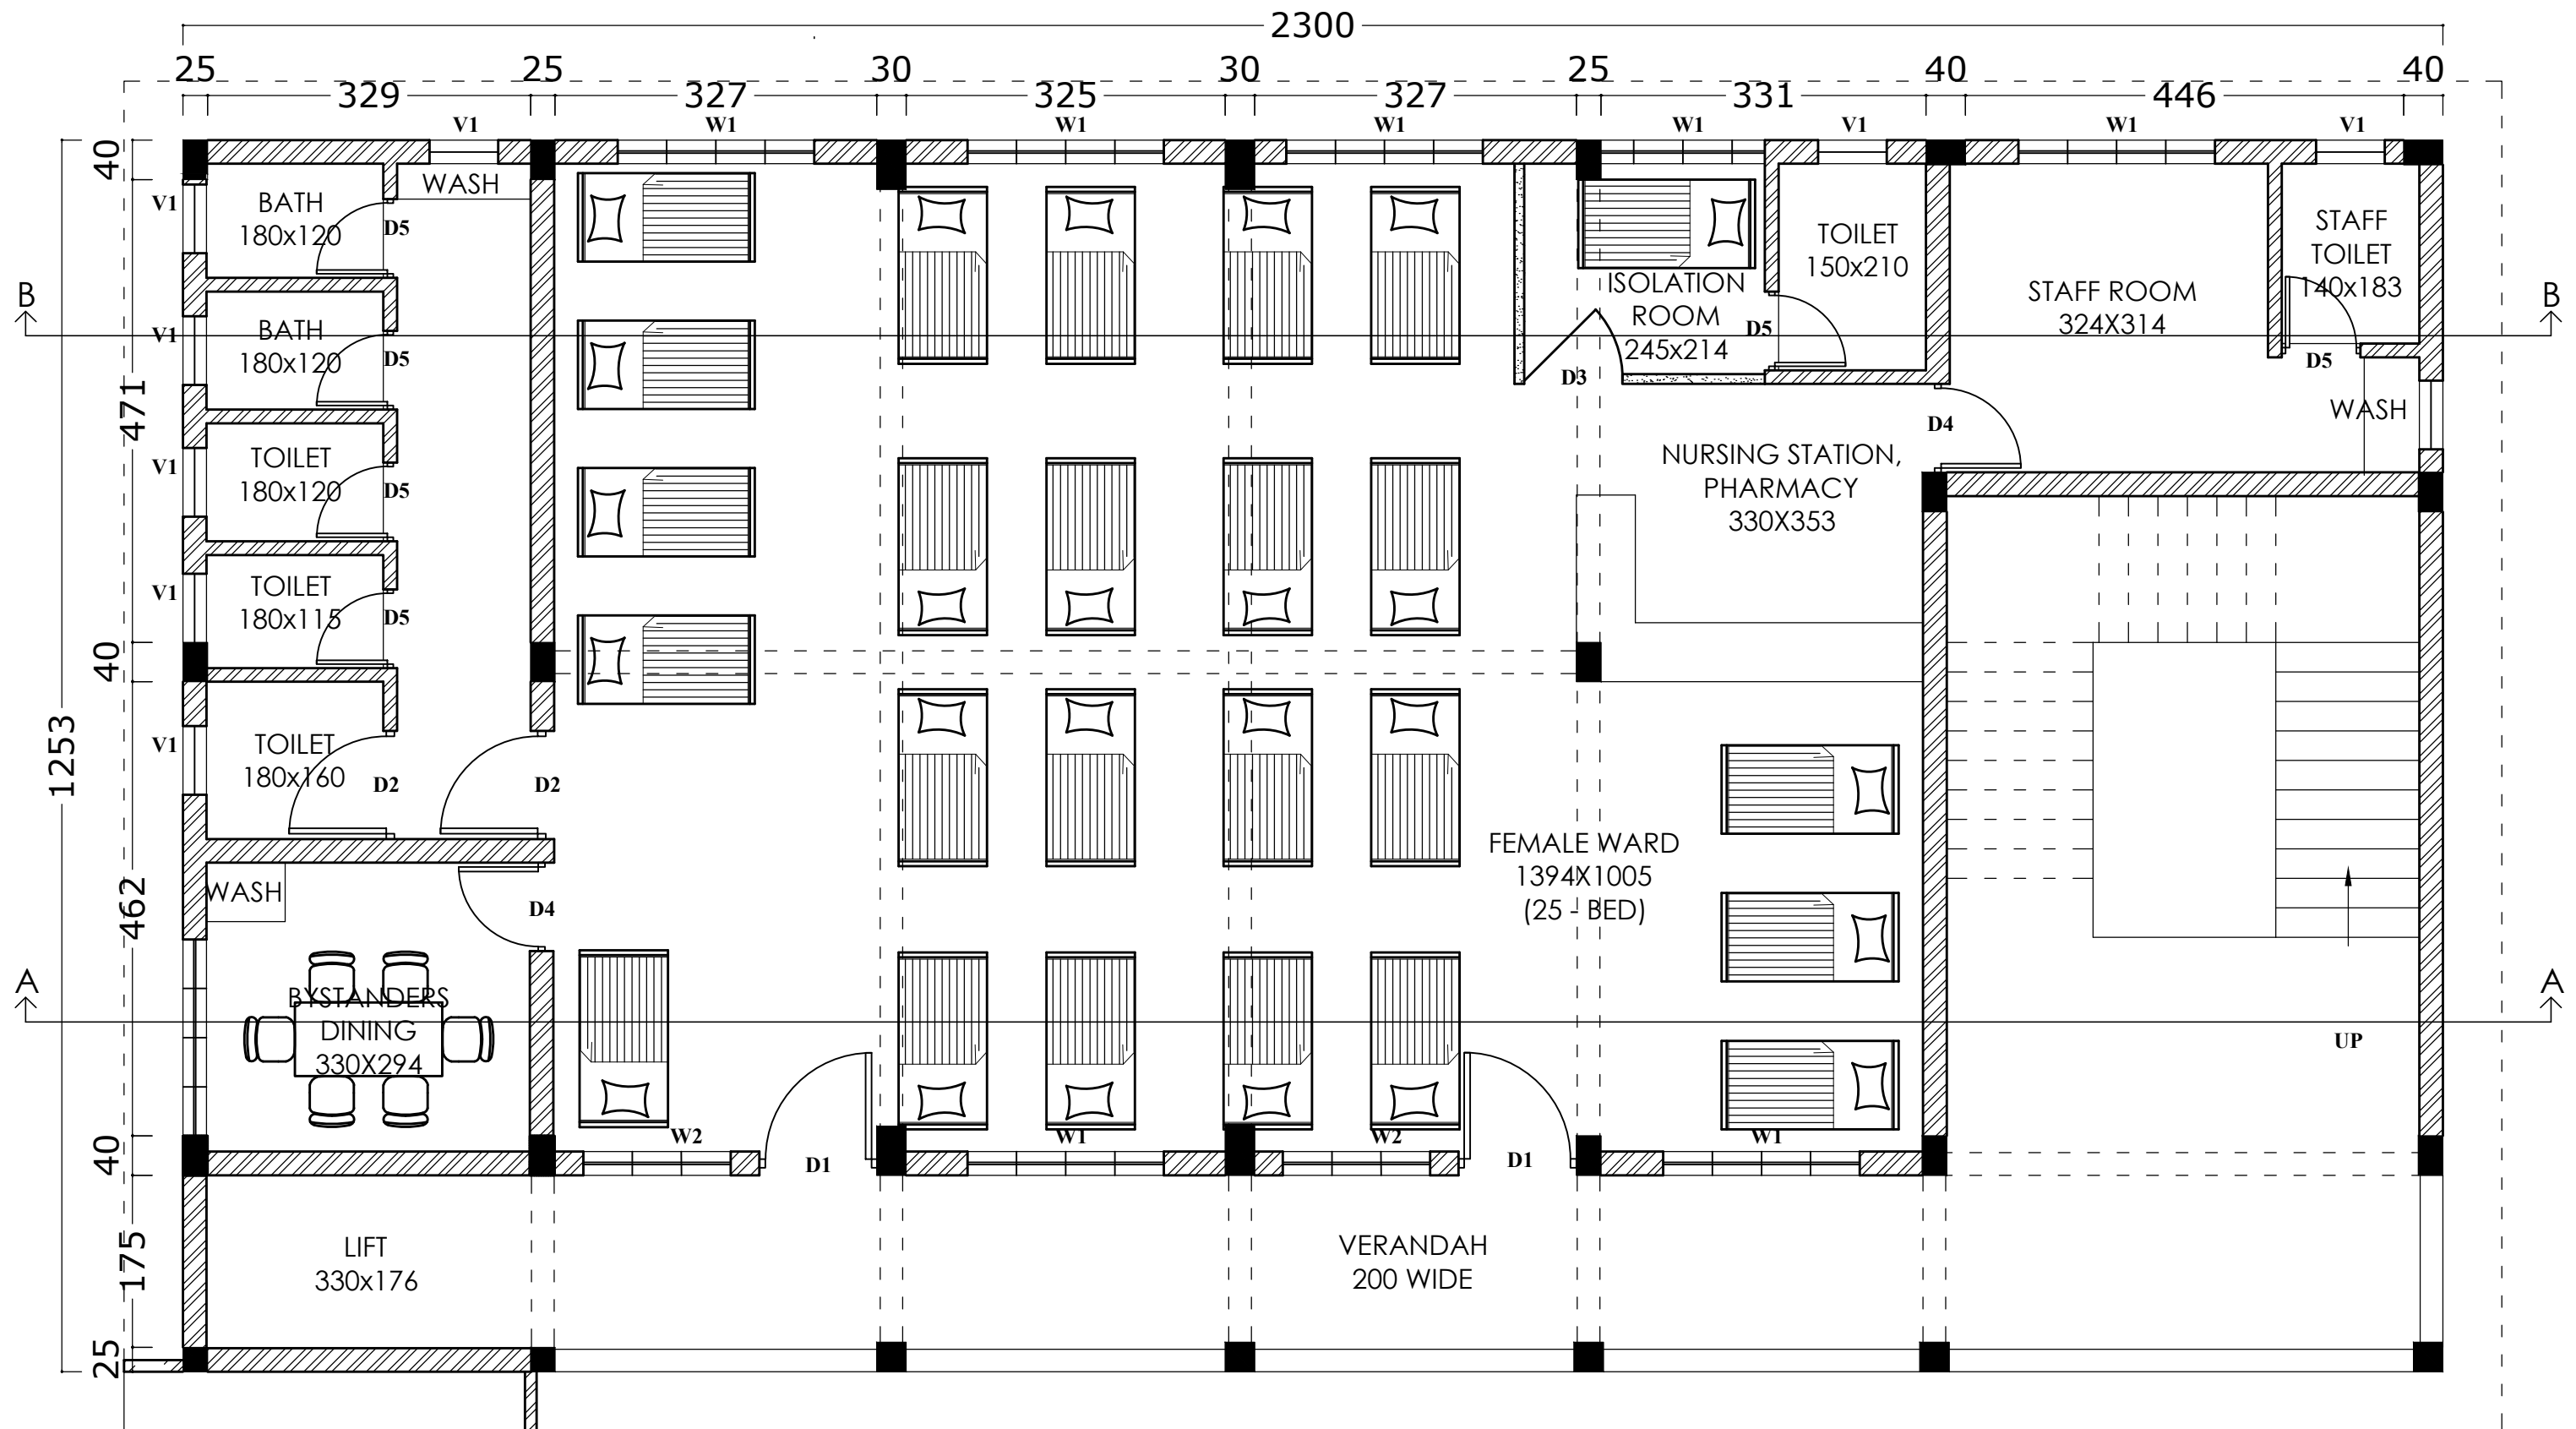 2300
25 25 30 30 25 40 40
329 327 325 327 331 446
V1 W1 W1 W1 W1 V1 W1 V1
40
471
40
462
40
175
25
1253
V1
V1
V1
V1
V1
BATH
180x120
D5
WASH
BATH
180x120
D5
TOILET
180x120
D5
TOILET
180x115
D5
TOILET
180x160
D2
D2
WASH
D4
BYSTANDERS
DINING
330X294
LIFT
330x176
ISOLATION
ROOM
245x214
D3
D5
TOILET
150x210
STAFF ROOM
324X314
STAFF
TOILET
140x183
D5
WASH
D4
NURSING STATION,
PHARMACY
330X353
FEMALE WARD
1394X1005
(25 - BED)
UP
W2 W1 W2 W1
D1 D1
VERANDAH
200 WIDE
B B
A A